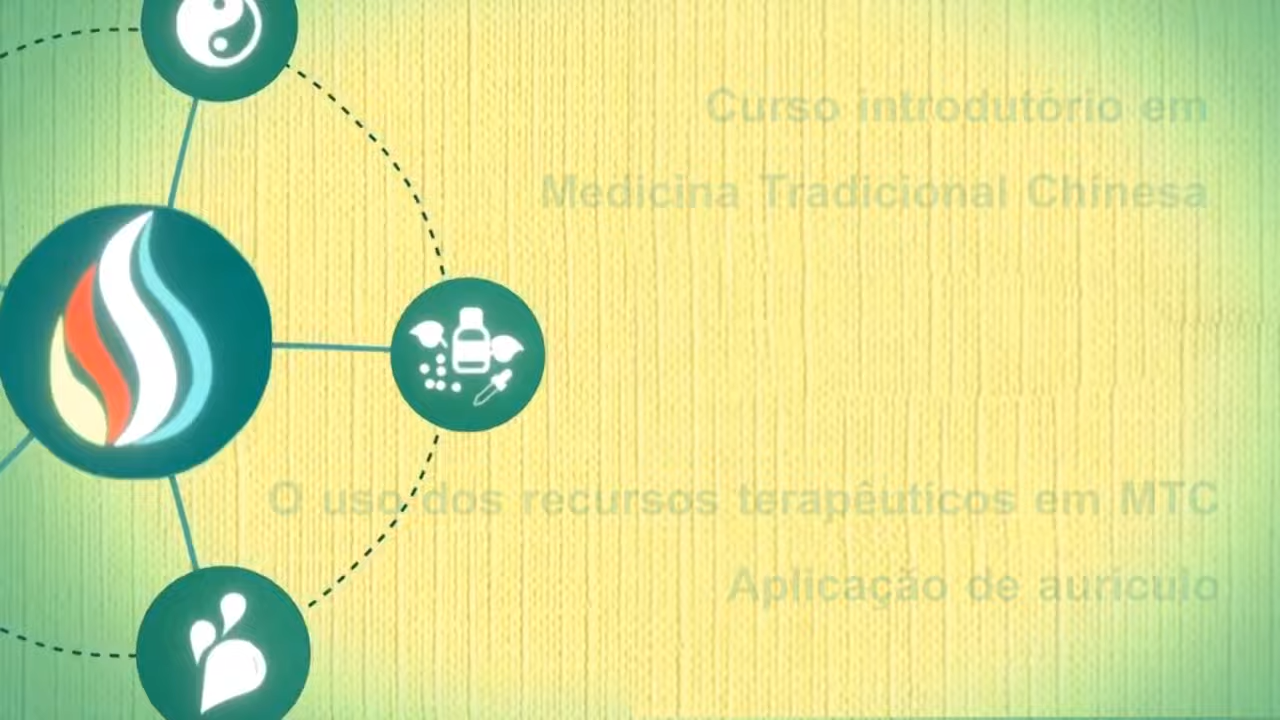 Curso introdutório em
Medicina Tradicional Chinesa
O uso dos recursos terapêuticos em MTC
Aplicação de aurículo